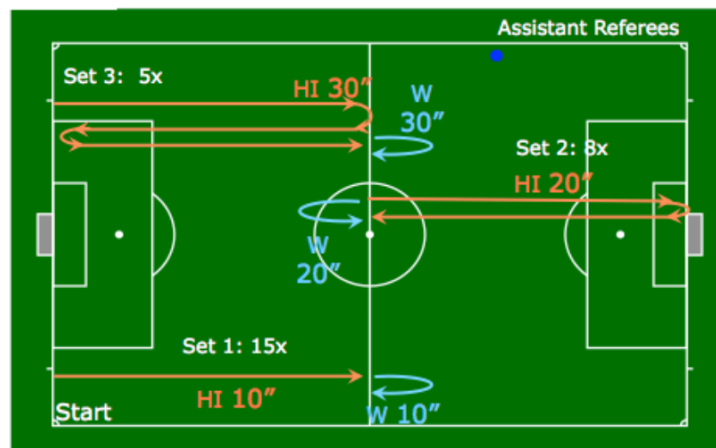 Assistant Referees
Set 3: 5x
HI 30”
W
30”
Set 2: 8x
HI 20”
W
20”
Set 1: 15x
HI 10”
Start
W 10”